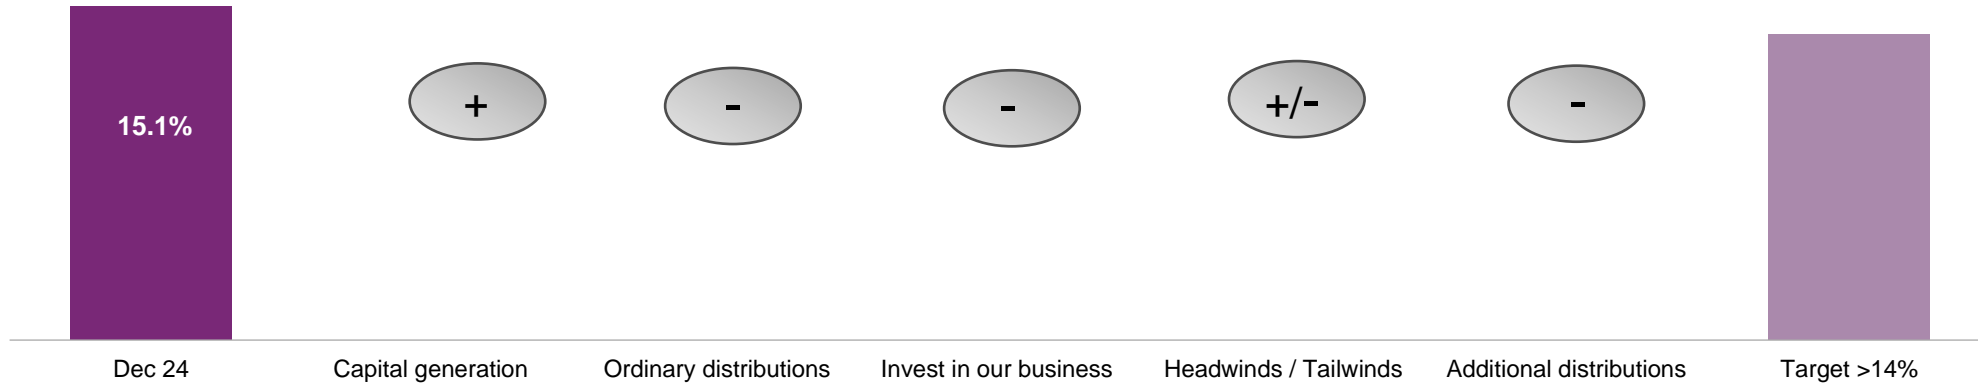 15.1%
+
-
-
+/-
-
Dec 24
Capital generation
Ordinary distributions
Invest in our business
Headwinds / Tailwinds
Additional distributions
Target >14%